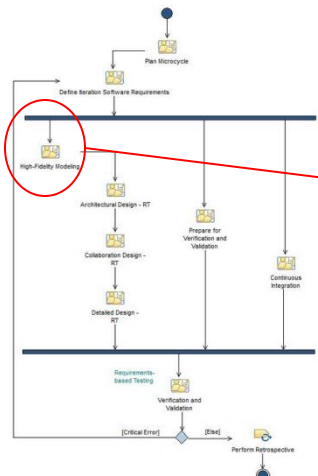 Plan Microcycle
Define Iteration Software Requirements
High-Fidelity Modeling
Architectural Design - RT
Prepare for
Verification and
Validation
Collaboration Design -
RT
Continuous
Integration
Detailed Design -
RT
Requirements-
based Testing
Verification and
Validation
[Critical Error]
[Else]
Perform Retrospective